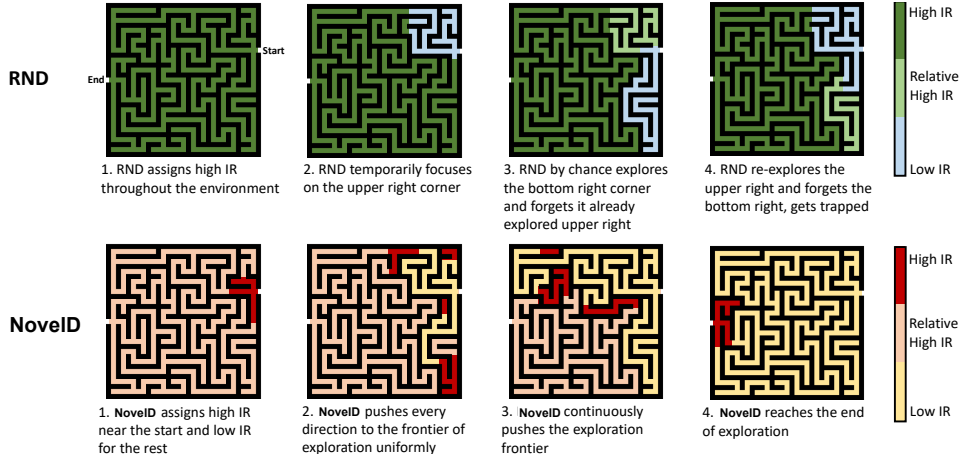 RND
Start
End
1. RND assigns high IR
throughout the environment
2. RND temporarily focuses
on the upper right corner
3. RND by chance explores
the bottom right corner
and forgets it already
explored upper right
4. RND re-explores the
upper right and forgets the
bottom right, gets trapped
High IR
Relative
High IR
Low IR
NovelD
1. NovelD assigns high IR
near the start and low IR
for the rest
2. NovelD pushes every
direction to the frontier of
exploration uniformly
3. NovelD continuously
pushes the exploration
frontier
4. NovelD reaches the end
of exploration
High IR
Relative
High IR
Low IR